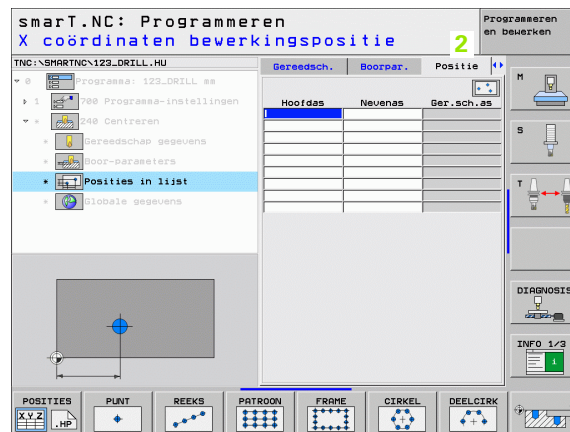 smarT.NC: Programmeren
X coördinaten bewerkingspositie
2
Programmeren
en bewerken
TNC:\SMARTNC\123_DRILL.HU
0 Programma: 123_DRILL mm
1 700 Programma-instellingen
* 240 Centreren
* Gereedschap gegevens
* Boor-parameters
* Posities in lijst
* Globale gegevens
Gereedsch. Boorpar. Positie
Hoofdas Nevenas Ger.sch.as
M
S
T
DIAGNOSIS
INFO 1/3
i
POSITIES PUNT REEKS PATROON FRAME CIRKEL DEELCIRK
X,Y,Z .HP